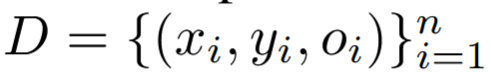 D = {(x_i, y_i, o_i)}_{i=1}^n